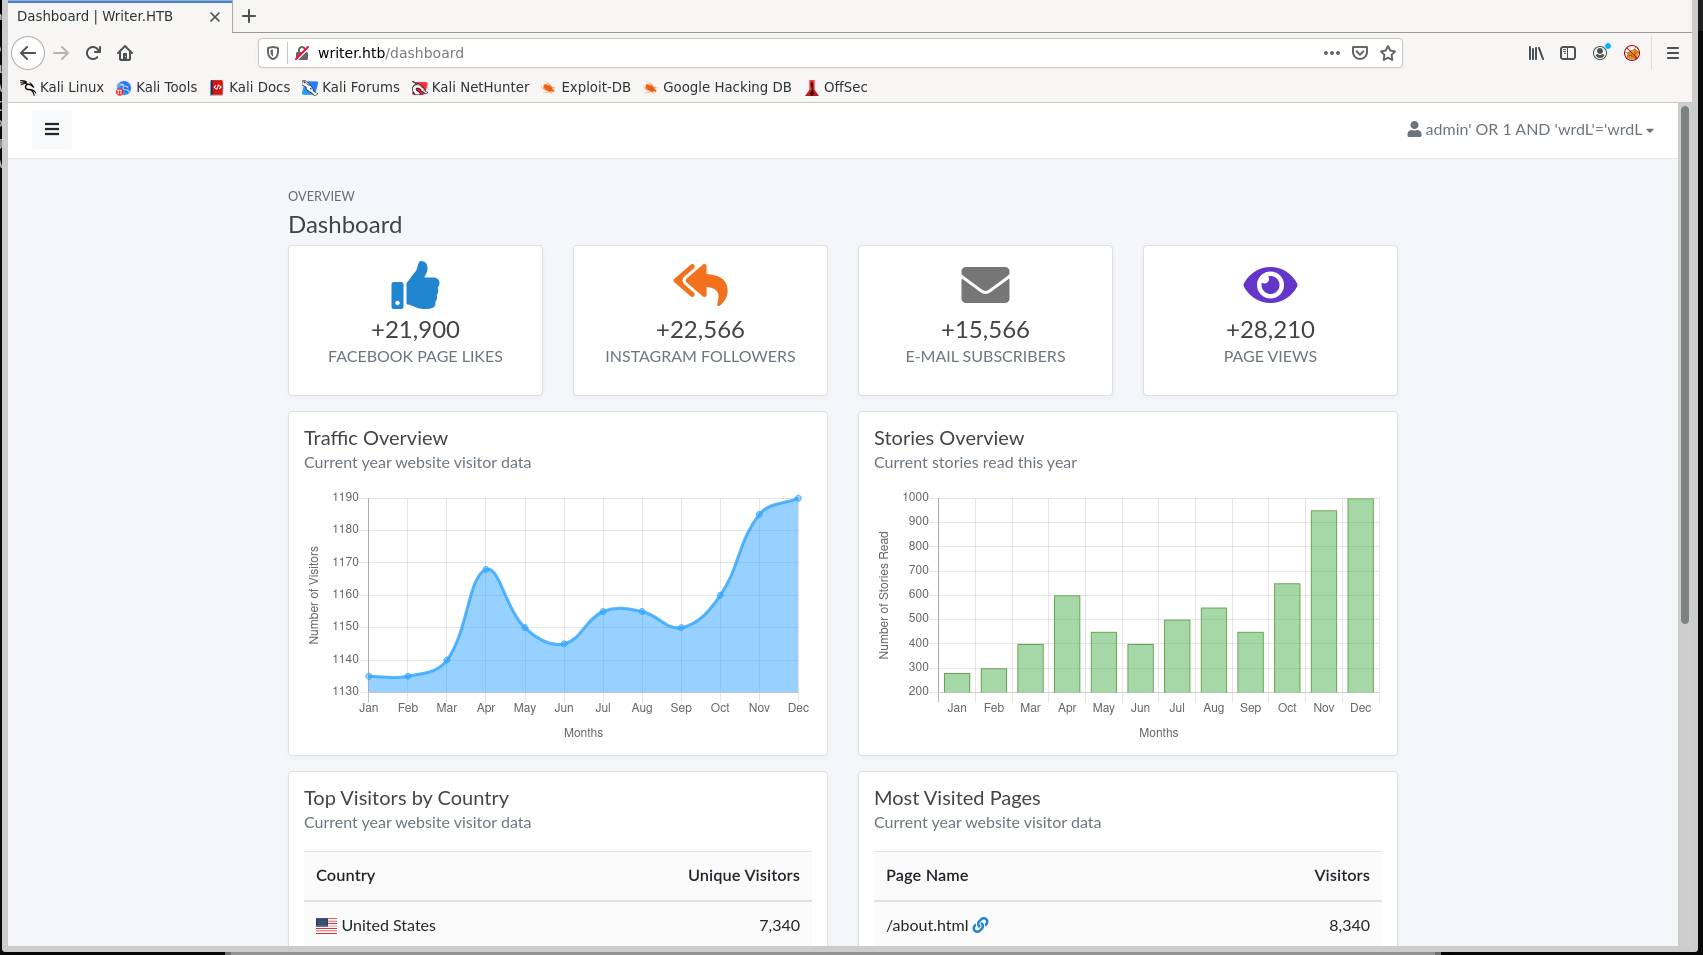 Dashboard | Writer.HTB
writer.htb/dashboard
Kali Linux Kali Tools Kali Docs Kali Forums Kali NetHunter Exploit-DB Google Hacking DB OffSec
admin' OR 1 AND 'wrdL'='wrdL
OVERVIEW
Dashboard
+21,900
FACEBOOK PAGE LIKES
+22,566
INSTAGRAM FOLLOWERS
+15,566
E-MAIL SUBSCRIBERS
+28,210
PAGE VIEWS
Traffic Overview
Current year website visitor data
Number of Visitors
1190
1180
1170
1160
1150
1140
1130
Jan Feb Mar Apr May Jun Jul Aug Sep Oct Nov Dec
Months
Stories Overview
Current stories read this year
Number of Stories Read
1000
900
800
700
600
500
400
300
200
Jan Feb Mar Apr May Jun Jul Aug Sep Oct Nov Dec
Months
Top Visitors by Country
Current year website visitor data
Country Unique Visitors
United States 7,340
Most Visited Pages
Current year website visitor data
Page Name Visitors
/about.html 8,340